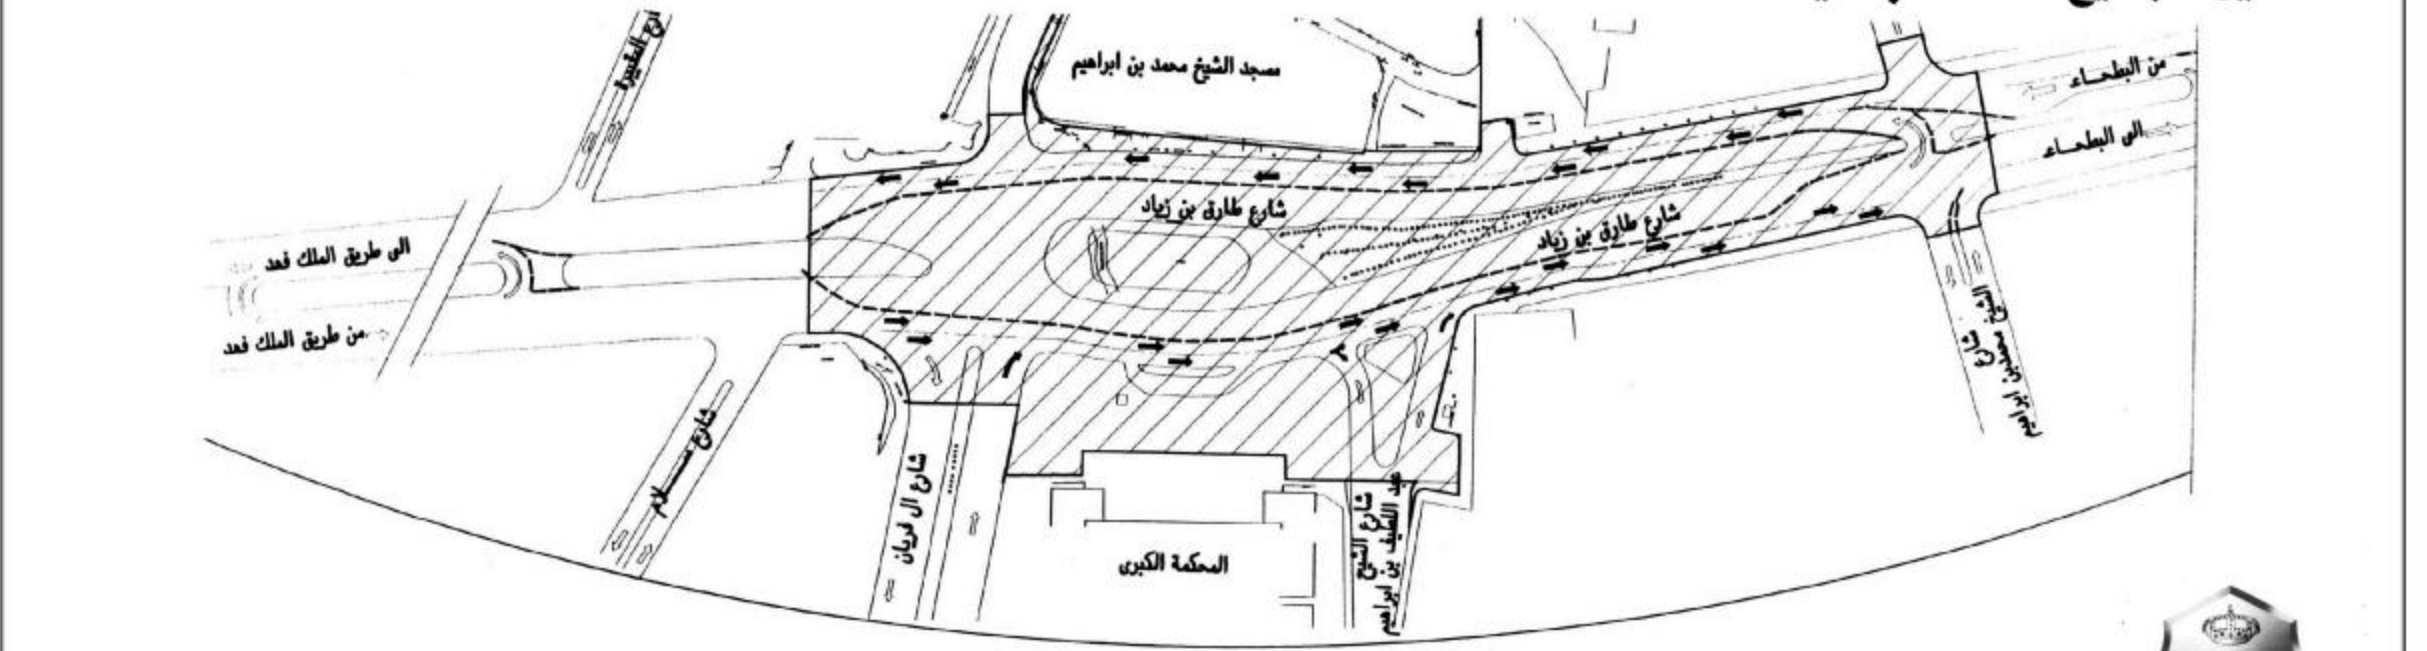 مسجد الشيخ محمد بن ابراهيم
من البطحاء
الى البطحاء
شارع طارق بن زياد
شارع طارق بن زياد
الى طريق الملك فهد
من طريق الملك فهد
شارع الشيخ محمد بن ابراهيم
شارع سلام
شارع ال فريان
المحكمة الكبرى
شارع الشيخ
عبد اللطيف بن ابراهيم